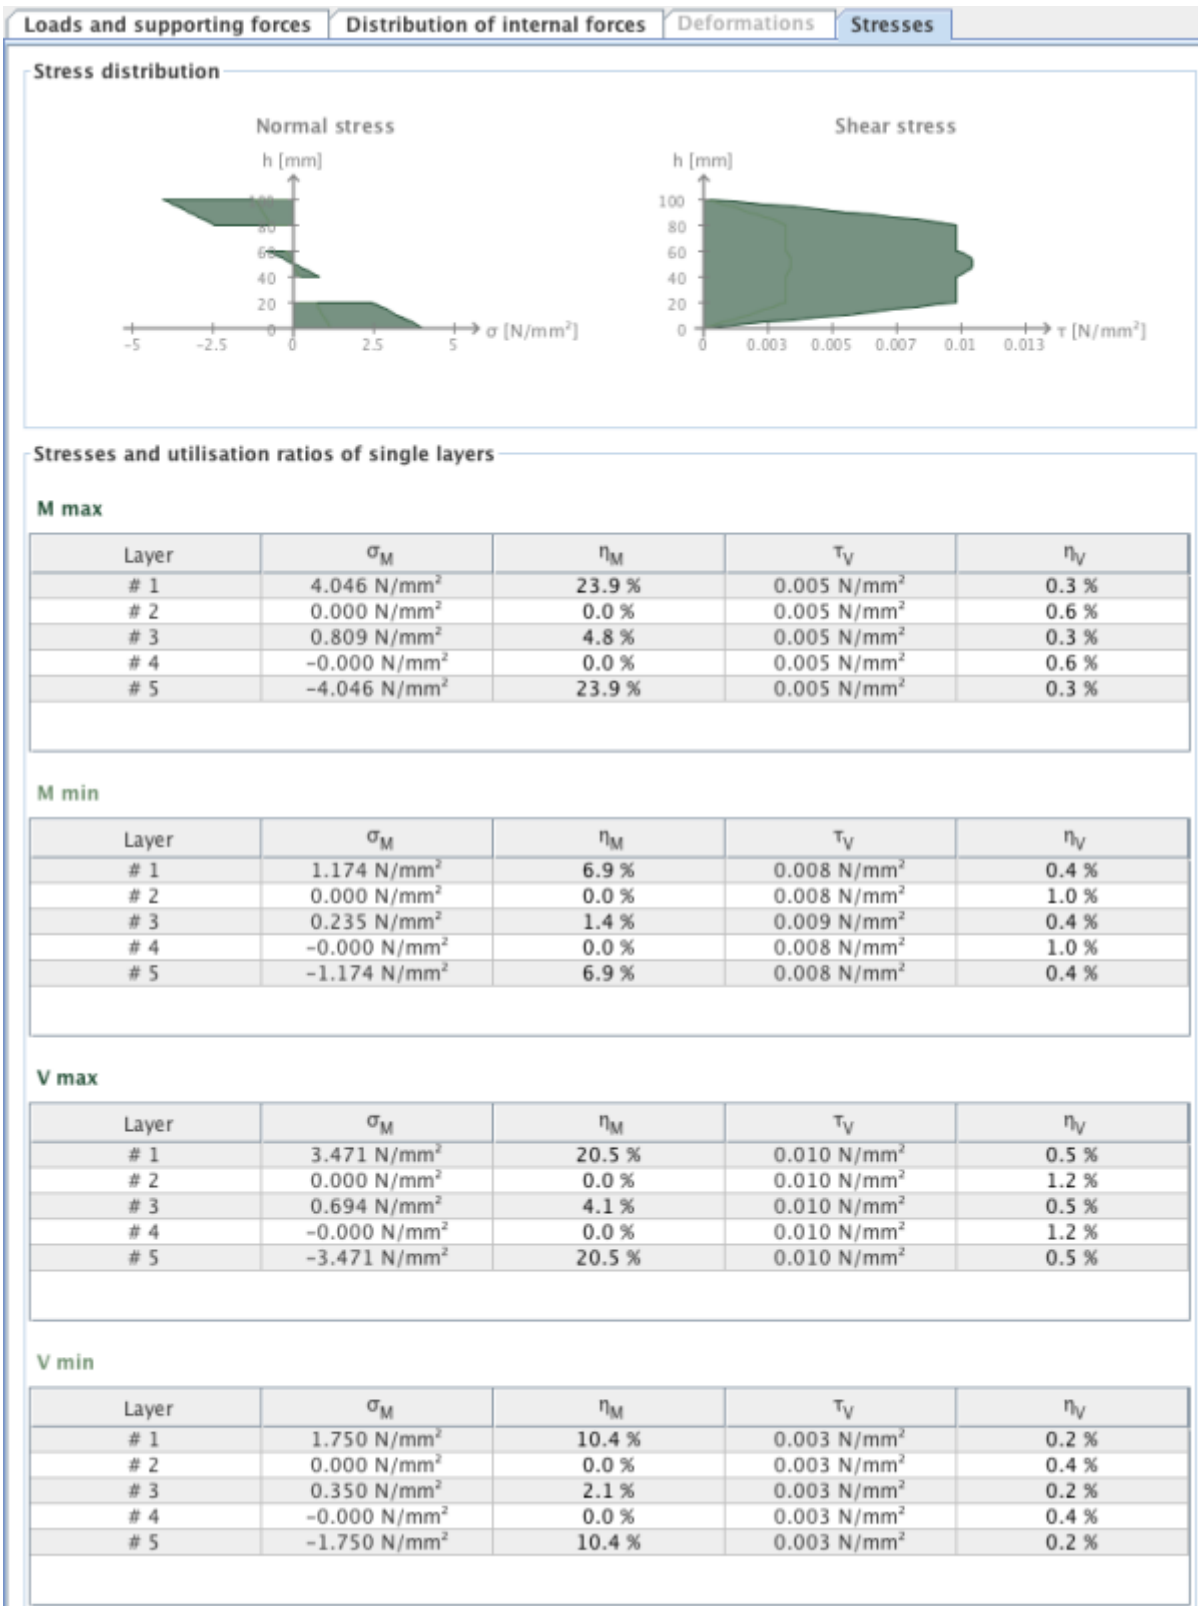 Loads and supporting forces Distribution of internal forces Deformations Stresses
Stress distribution
Normal stress Shear stress
h [mm] h [mm]
100 100
80 80
60 60
40 40
20 20
0 σ [N/mm²] 0 τ [N/mm²]
-5 -2.5 0 2.5 5 0 0.003 0.005 0.007 0.01 0.013
Stresses and utilisation ratios of single layers
M max
Layer σM ηM τV ηV
# 1 4.046 N/mm² 23.9 % 0.005 N/mm² 0.3 %
# 2 0.000 N/mm² 0.0 % 0.005 N/mm² 0.6 %
# 3 0.809 N/mm² 4.8 % 0.005 N/mm² 0.3 %
# 4 -0.000 N/mm² 0.0 % 0.005 N/mm² 0.6 %
# 5 -4.046 N/mm² 23.9 % 0.005 N/mm² 0.3 %
M min
Layer σM ηM τV ηV
# 1 1.174 N/mm² 6.9 % 0.008 N/mm² 0.4 %
# 2 0.000 N/mm² 0.0 % 0.008 N/mm² 1.0 %
# 3 0.235 N/mm² 1.4 % 0.009 N/mm² 0.4 %
# 4 -0.000 N/mm² 0.0 % 0.008 N/mm² 1.0 %
# 5 -1.174 N/mm² 6.9 % 0.008 N/mm² 0.4 %
V max
Layer σM ηM τV ηV
# 1 3.471 N/mm² 20.5 % 0.010 N/mm² 0.5 %
# 2 0.000 N/mm² 0.0 % 0.010 N/mm² 1.2 %
# 3 0.694 N/mm² 4.1 % 0.010 N/mm² 0.5 %
# 4 -0.000 N/mm² 0.0 % 0.010 N/mm² 1.2 %
# 5 -3.471 N/mm² 20.5 % 0.010 N/mm² 0.5 %
V min
Layer σM ηM τV ηV
# 1 1.750 N/mm² 10.4 % 0.003 N/mm² 0.2 %
# 2 0.000 N/mm² 0.0 % 0.003 N/mm² 0.4 %
# 3 0.350 N/mm² 2.1 % 0.003 N/mm² 0.2 %
# 4 -0.000 N/mm² 0.0 % 0.003 N/mm² 0.4 %
# 5 -1.750 N/mm² 10.4 % 0.003 N/mm² 0.2 %